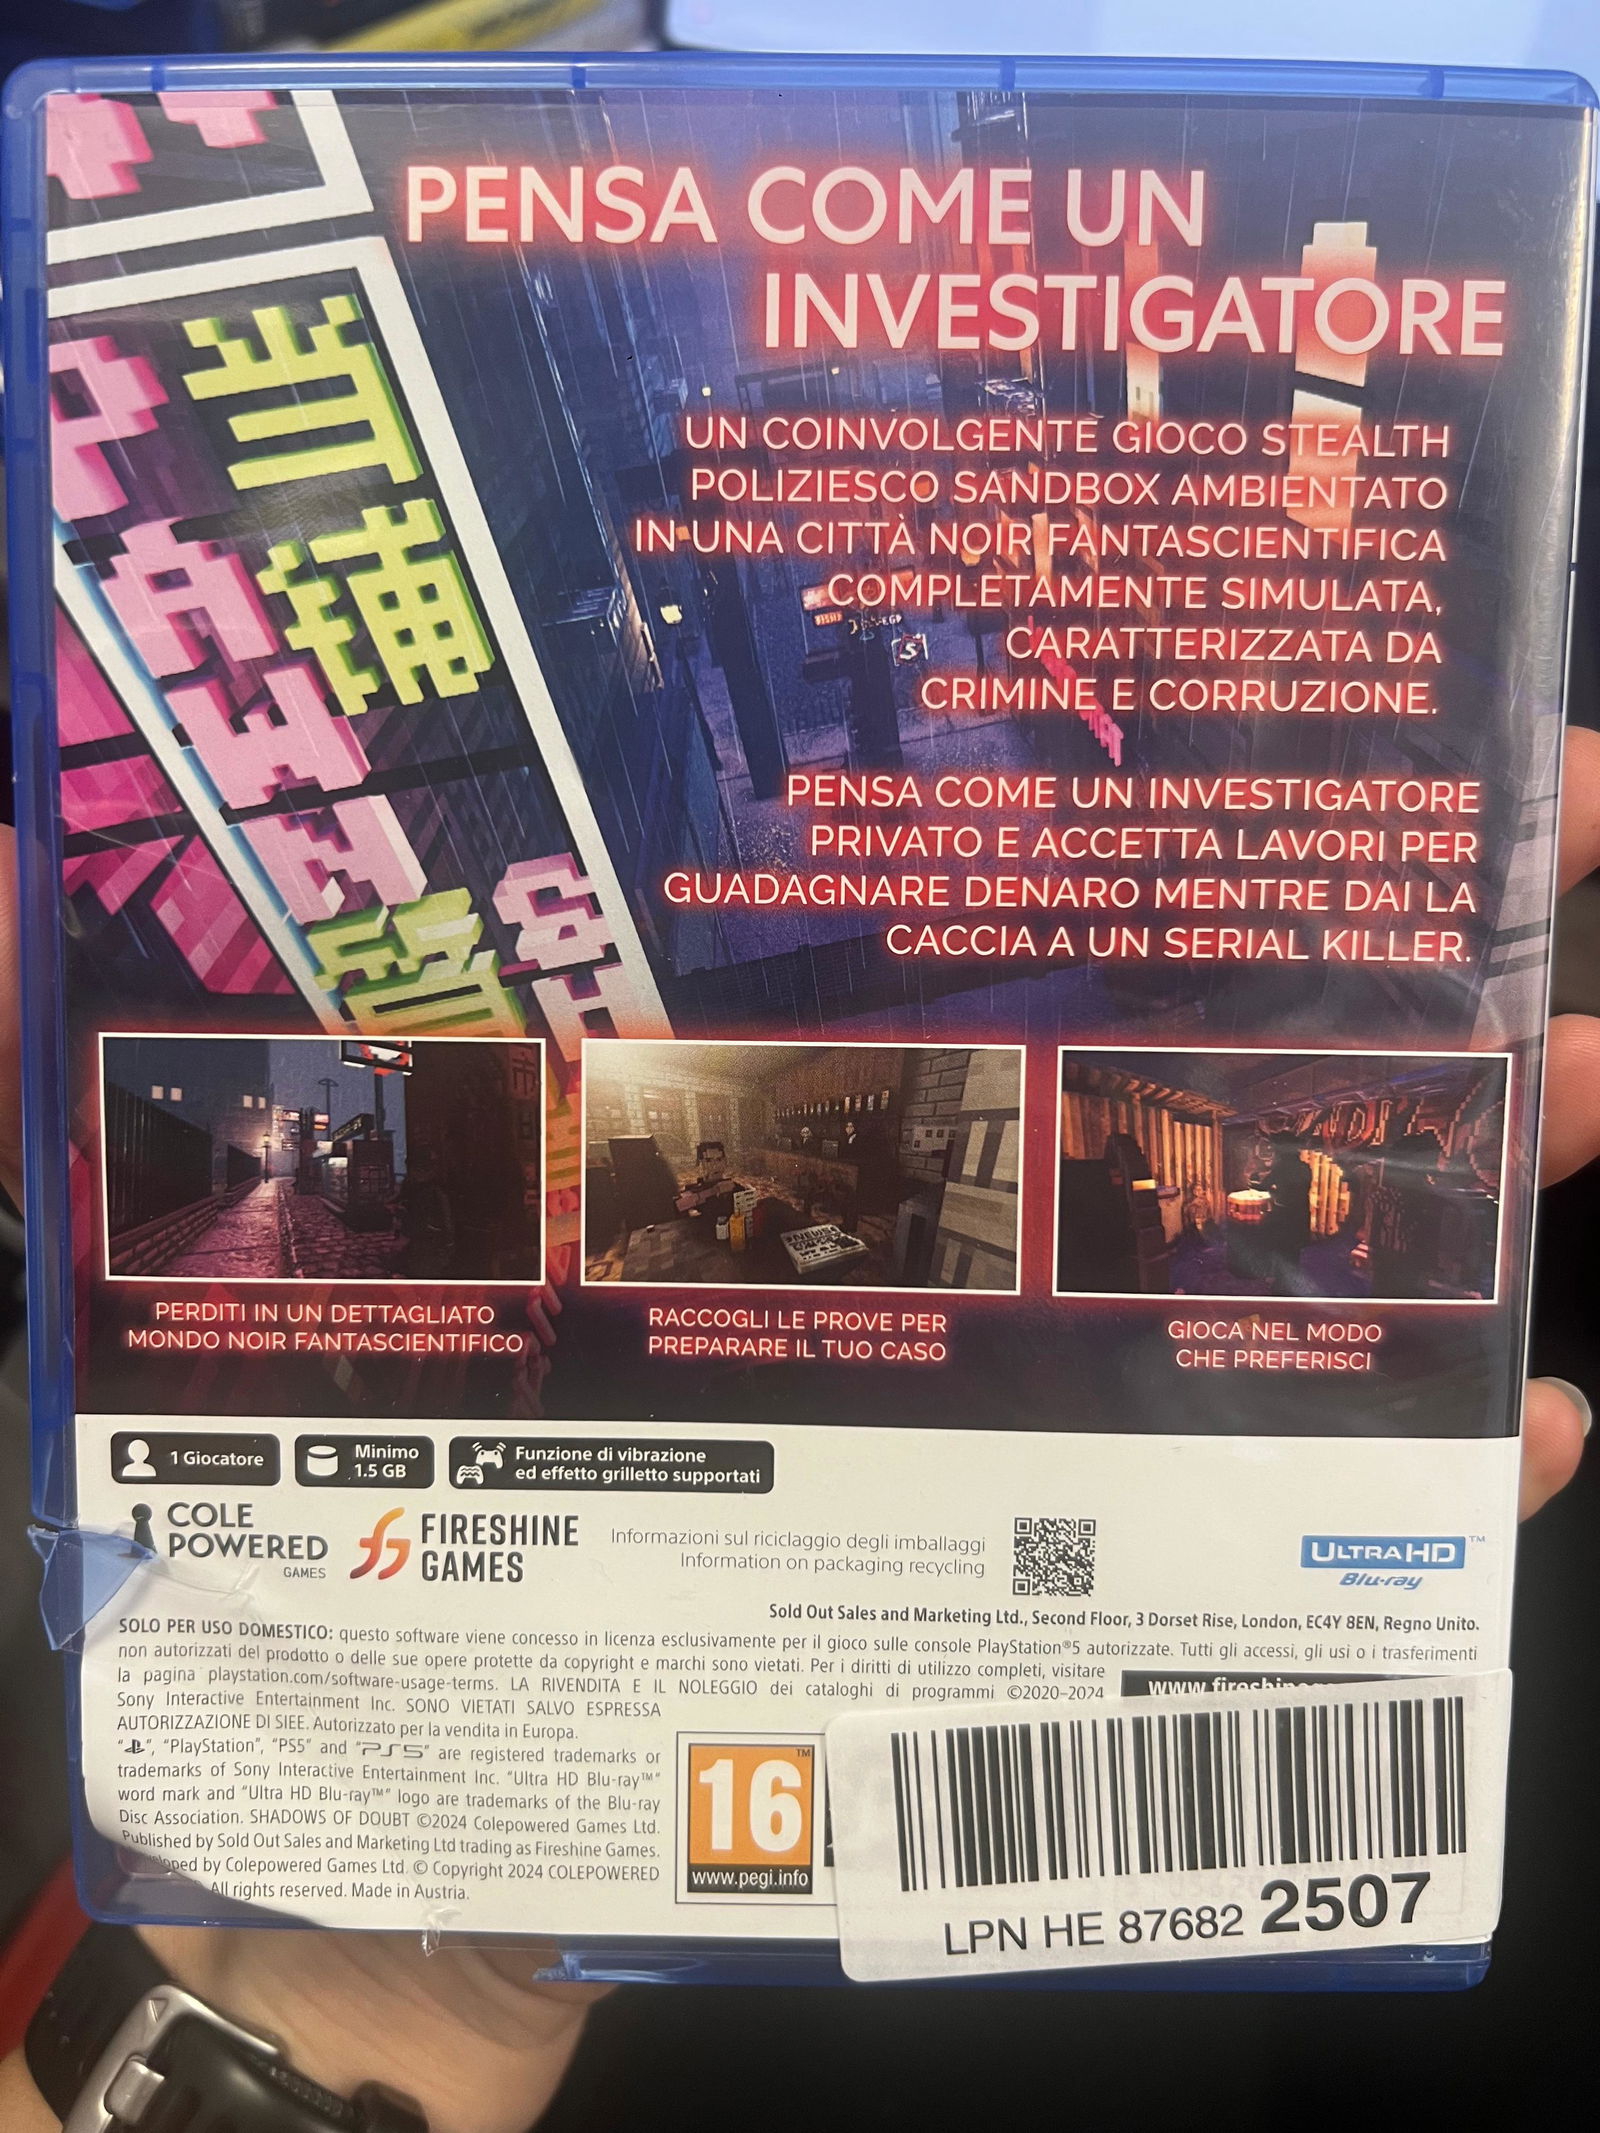 PENSA COME UN
INVESTIGATORE
UN COINVOLGENTE GIOCO STEALTH
POLIZIESCO SANDBOX AMBIENTATO
IN UNA CITTÀ NOIR FANTASCIENTIFICA
COMPLETAMENTE SIMULATA,
CARATTERIZZATA DA
CRIMINE E CORRUZIONE.
PENSA COME UN INVESTIGATORE
PRIVATO E ACCETTA LAVORI PER
GUADAGNARE DENARO MENTRE DAI LA
CACCIA A UN SERIAL KILLER.
PAWN
SH
PERDITI IN UN DETTAGLIATO
MONDO NOIR FANTASCIENTIFICO
RACCOGLI LE PROVE PER
PREPARARE IL TUO CASO
GIOCA NEL MODO
CHE PREFERISCI
1 Giocatore
Minimo
1.5 GB
Funzione di vibrazione
ed effetto grilletto supportati
COLE
POWERED
GAMES
FIRESHINE
GAMES
Informazioni sul riciclaggio degli imballaggi
Information on packaging recycling
ULTRA HD™
Blu-ray
Sold Out Sales and Marketing Ltd., Second Floor, 3 Dorset Rise, London, EC4Y 8EN, Regno Unito.
SOLO PER USO DOMESTICO: questo software viene concesso in licenza esclusivamente per il gioco sulle console PlayStation®5 autorizzate. Tutti gli accessi, gli usi o i trasferimenti
non autorizzati del prodotto o delle sue opere protette da copyright e marchi sono vietati. Per i diritti di utilizzo completi, visitare
la pagina playstation.com/software-usage-terms. LA RIVENDITA E IL NOLEGGIO dei cataloghi di programmi ©2020-2024
Sony Interactive Entertainment Inc. SONO VIETATI SALVO ESPRESSA
AUTORIZZAZIONE DI SIEE. Autorizzato per la vendita in Europa.
" ", "PlayStation", "PS5" and "PS5" are registered trademarks or
trademarks of Sony Interactive Entertainment Inc. "Ultra HD Blu-ray™"
word mark and "Ultra HD Blu-ray™" logo are trademarks of the Blu-ray
Disc Association. SHADOWS OF DOUBT ©2024 Colepowered Games Ltd.
Published by Sold Out Sales and Marketing Ltd trading as Fireshine Games.
by Colepowered Games Ltd. © Copyright 2024 COLEPOWERED
All rights reserved. Made in Austria.
16™
www.pegi.info
LPN HE 87682 2507